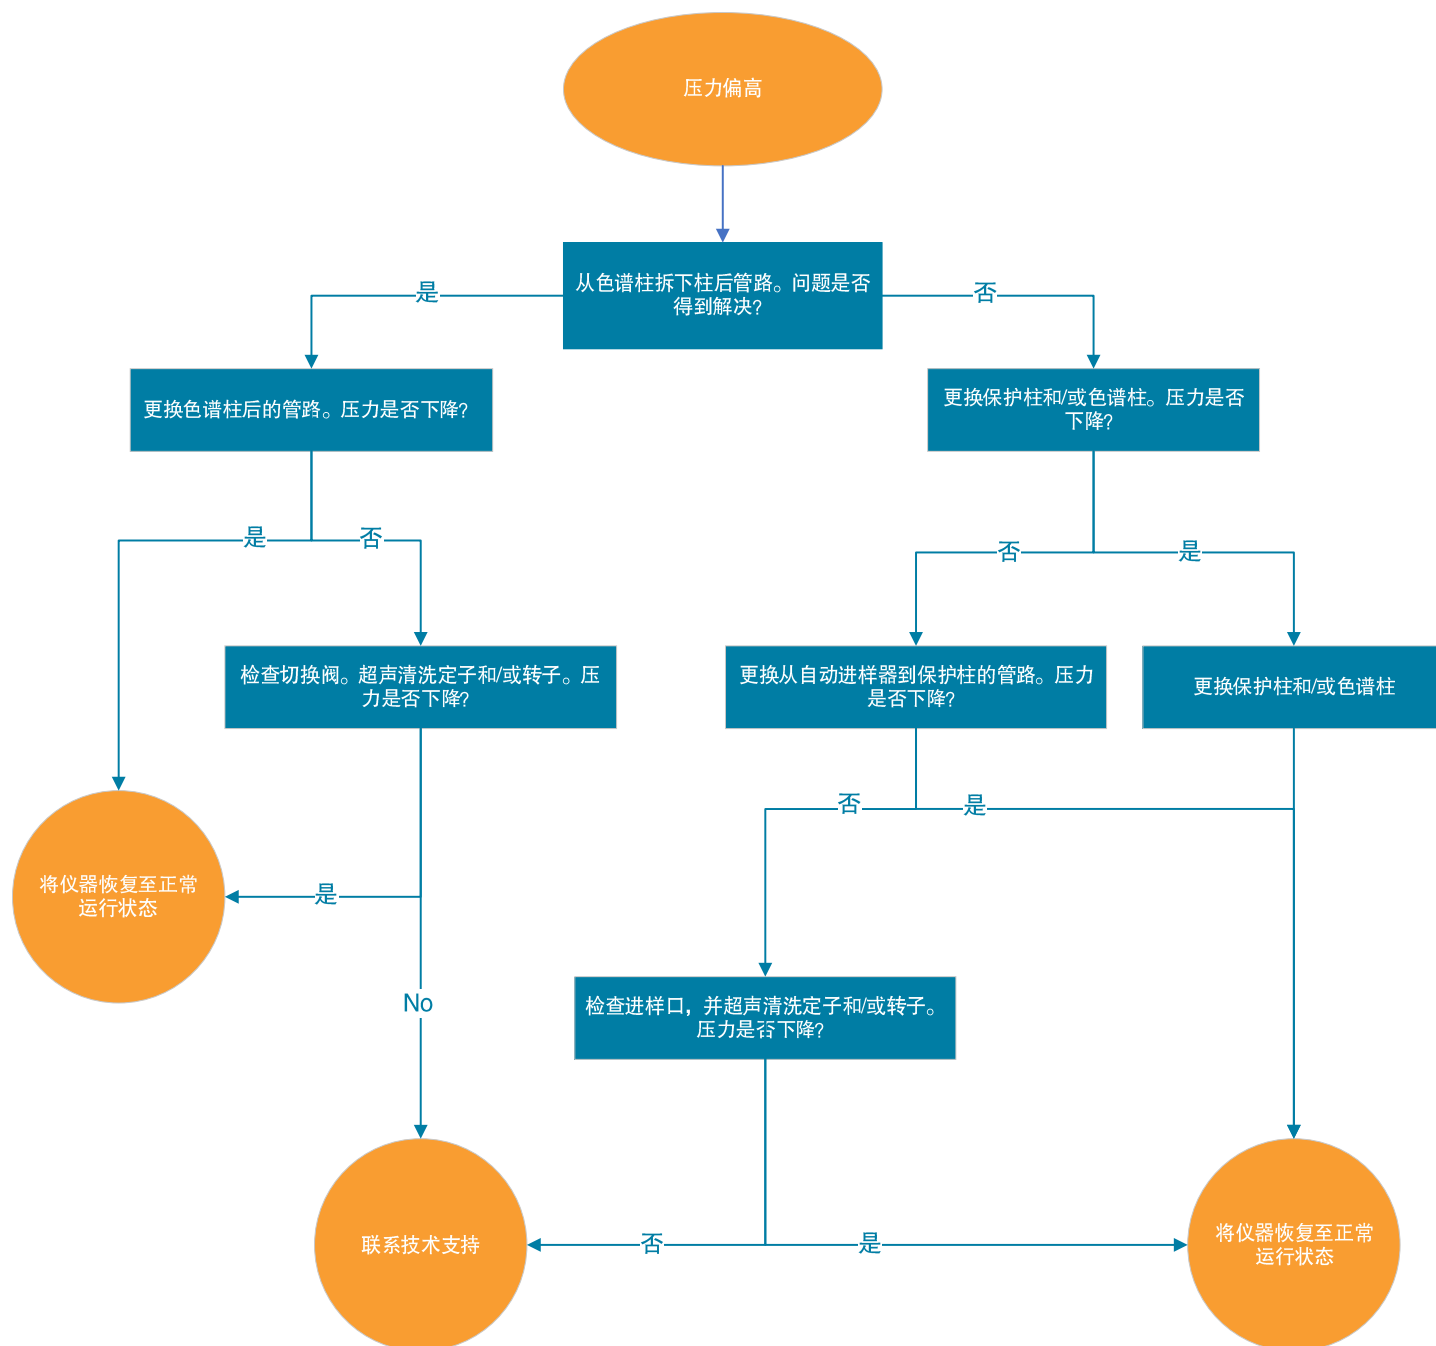 压力偏高
从色谱柱拆下柱后管路。问题是否
得到解决?
是
否
更换色谱柱后的管路。压力是否下降?
更换保护柱和/或色谱柱。压力是否
下降?
是
否
否
是
检查切换阀。超声清洗定子和/或转子。压
力是否下降?
更换从自动进样器到保护柱的管路。压力
是否下降?
更换保护柱和/或色谱柱
否
是
将仪器恢复至正常
运行状态
是
No
检查进样口，并超声清洗定子和/或转子。
压力是否下降?
联系技术支持
否
是
将仪器恢复至正常
运行状态